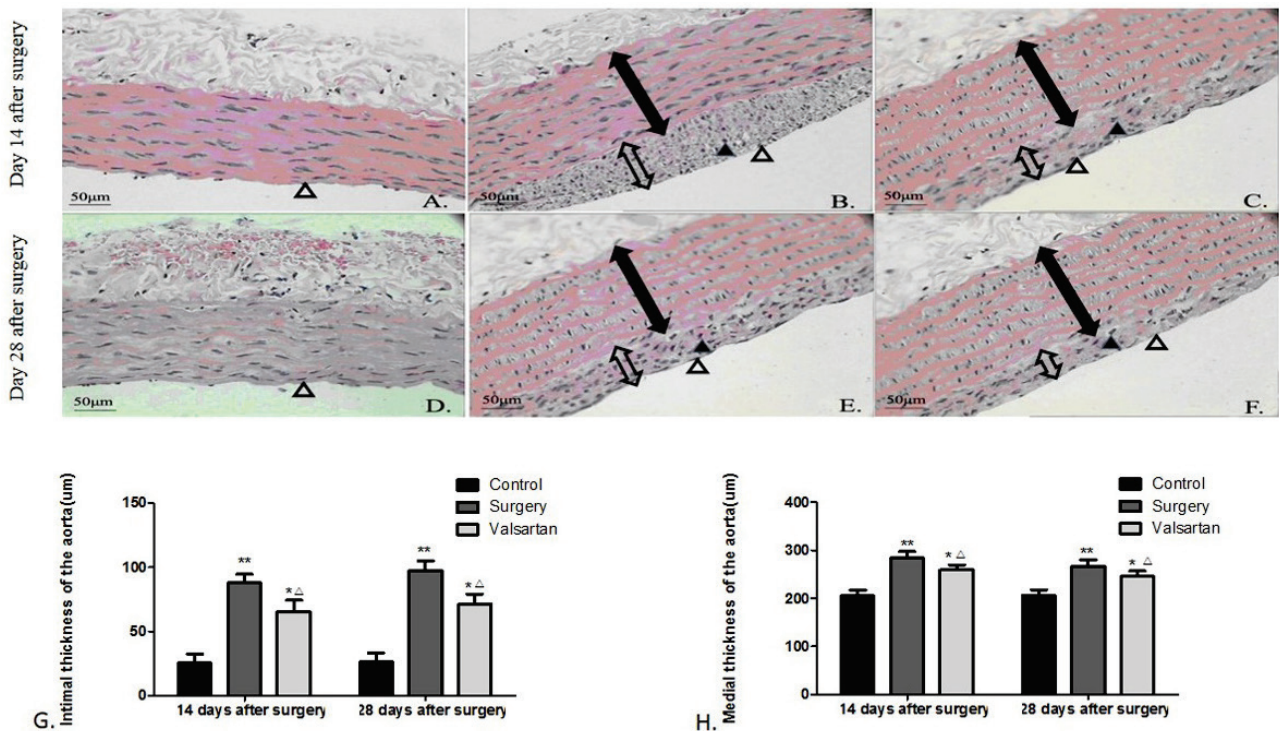 Day 14 after surgery
50μm
A.
50μm
B.
50μm
C.
Day 28 after surgery
50μm
D.
50μm
E.
50μm
F.
Intimal thickness of the aorta(um)
150
100
50
0
**
* △
**
* △
Control
Surgery
Valsartan
14 days after surgery
28 days after surgery
G.
Medial thickness of the aorta(um)
400
300
200
100
0
**
* △
**
* △
Control
Surgery
Valsartan
14 days after surgery
28 days after surgery
H.